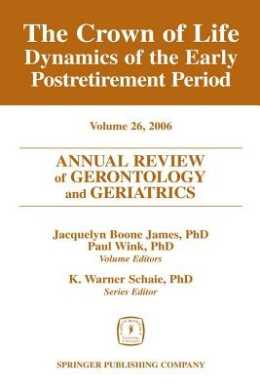 The Crown of Life
Dynamics of the Early
Postretirement Period
Volume 26, 2006
ANNUAL REVIEW
of GERONTOLOGY
and GERIATRICS
Jacquelyn Boone James, PhD
Paul Wink, PhD
Volume Editors
K. Warner Schaie, PhD
Series Editor
SPRINGER PUBLISHING COMPANY